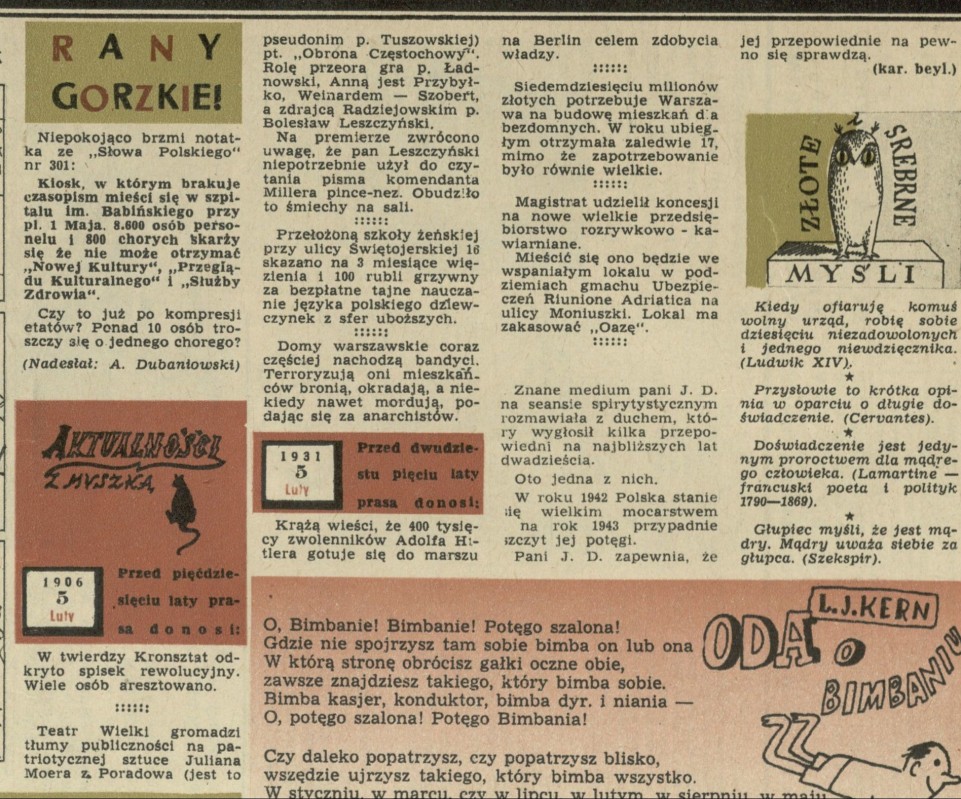 RANY
GORZKIE!
Niepokojąco brzmi notat-
ka ze „Słowa Polskiego"
nr 301:
Kiosk, w którym brakuje
czasopism mieści się w szpi-
talu im. Babińskiego przy
pl. 1 Maja. 8.600 osób perso-
nelu i 800 chorych skarży
się że nie może otrzymać
„Nowej Kultury", „Przeglą-
du Kulturalnego" i „Służby
Zdrowia".
Czy to już po kompresji
etatów? Ponad 10 osób tro-
szczy się o jednego chorego?
(Nadesłał: A. Dubaniowski)
AKTUALNOŚCI
Z MYSZKĄ
1906
5
Luty
Przed pięćdzie-
sięciu laty pra-
sa donosi:
W twierdzy Kronsztat od-
kryto spisek rewolucyjny.
Wiele osób aresztowano.
::::::
Teatr Wielki gromadzi
tłumy publiczności na pa-
triotycznej sztuce Juliana
Moera z Poradowa (jest to
pseudonim p. Tuszowskiej)
pt. „Obrona Częstochowy".
Rolę przeora gra p. Ład-
nowski, Anną jest Przybył-
ko, Weinardem — Szobert,
a zdrajcą Radziejowskim p.
Bolesław Leszczyński.
Na premierze zwrócono
uwagę, że pan Leszczyński
niepotrzebnie użył do czy-
tania pisma komendanta
Millera pince-nez. Obudziło
to śmiechy na sali.
::::::
Przełożoną szkoły żeńskiej
przy ulicy Świętojerskiej 16
skazano na 3 miesiące wię-
zienia i 100 rubli grzywny
za bezpłatne tajne naucza-
nie języka polskiego dziew-
czynek z sfer uboższych.
::::::
Domy warszawskie coraz
częściej nachodzą bandyci.
Terroryzują oni mieszkań-
ców bronią, okradają, a nie-
kiedy nawet mordują, po-
dając się za anarchistów.
1931
5
Luty
Przed dwudzie-
stu pięciu laty
prasa donosi:
Krążą wieści, że 400 tysię-
cy zwolenników Adolfa Hi-
tlera gotuje się do marszu
na Berlin celem zdobycia
władzy.
::::::
Siedemdziesięciu milionów
złotych potrzebuje Warsza-
wa na budowę mieszkań dla
bezdomnych. W roku ubieg-
łym otrzymała zaledwie 17,
mimo że zapotrzebowanie
było równie wielkie.
::::::
Magistrat udzielił koncesji
na nowe wielkie przedsię-
biorstwo rozrywkowo - ka-
wiarniane.
Mieścić się ono będzie we
wspaniałym lokalu w pod-
ziemiach gmachu Ubezpie-
czeń Riunione Adriatica na
ulicy Moniuszki. Lokal ma
zakasować „Oazę".
::::::
Znane medium pani J. D.
na seansie spirytystycznym
rozmawiała z duchem, któ-
ry wygłosił kilka przepo-
wiedni na najbliższych lat
dwadzieścia.
Oto jedna z nich.
W roku 1942 Polska stanie
się wielkim mocarstwem
na rok 1943 przypadnie
szczyt jej potęgi.
Pani J. D. zapewnia, że
jej przepowiednie na pew-
no się sprawdzą.
(kar. beyl.)
ZŁOTE
I
SREBRNE
MYŚLI
Kiedy ofiaruję komuś
wolny urząd, robię sobie
dziesięciu niezadowolonych
i jednego niewdzięcznika.
(Ludwik XIV).
★
Przysłowie to krótka opi-
nia w oparciu o długie do-
świadczenie. (Cervantes).
★
Doświadczenie jest jedy-
nym proroctwem dla mądre-
go człowieka. (Lamartine —
francuski poeta i polityk
1790—1869).
★
Głupiec myśli, że jest mą-
dry. Mądry uważa siebie za
głupca. (Szekspir).
L.J.KERN
ODA
O
BIMBANIU
O, Bimbanie! Bimbanie! Potęgo szalona!
Gdzie nie spojrzysz tam sobie bimba on lub ona
W którą stronę obrócisz gałki oczne obie,
zawsze znajdziesz takiego, który bimba sobie.
Bimba kasjer, konduktor, bimba dyr. i niania —
O, potęgo szalona! Potęgo Bimbania!
Czy daleko popatrzysz, czy popatrzysz blisko,
wszędzie ujrzysz takiego, który bimba wszystko.
W styczniu, w marcu, czy w lipcu, w lutym, w sierpniu, w maju